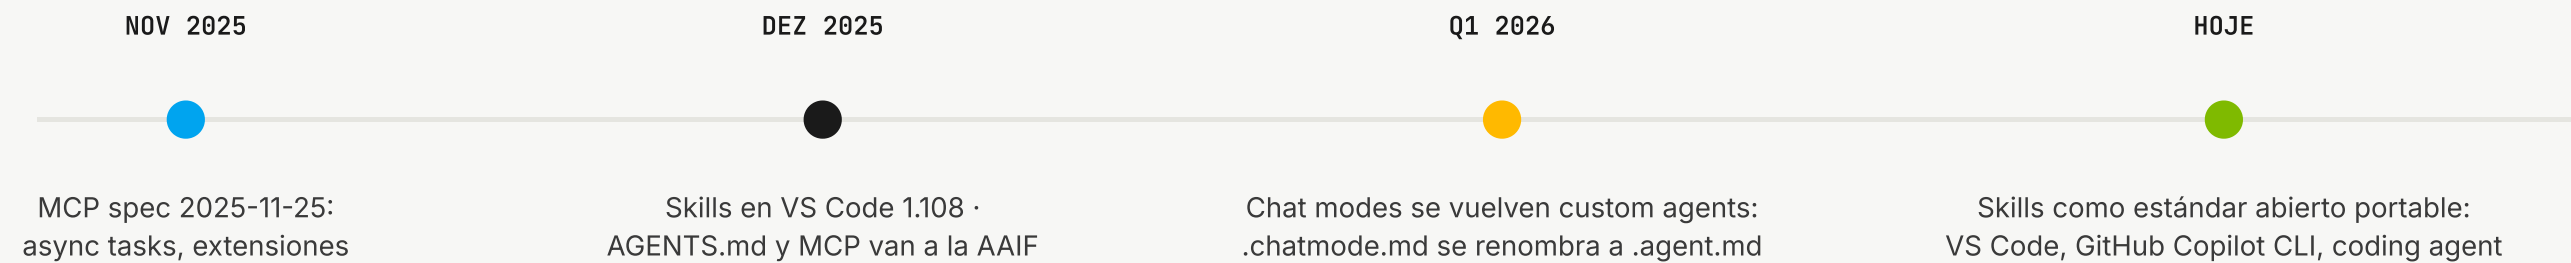 NOV 2025
MCP spec 2025-11-25:
async tasks, extensiones
DEZ 2025
Skills en VS Code 1.108 ·
AGENTS.md y MCP van a la AAIF
Q1 2026
Chat modes se vuelven custom agents:
.chatmode.md se renombra a .agent.md
HOJE
Skills como estándar abierto portable:
VS Code, GitHub Copilot CLI, coding agent